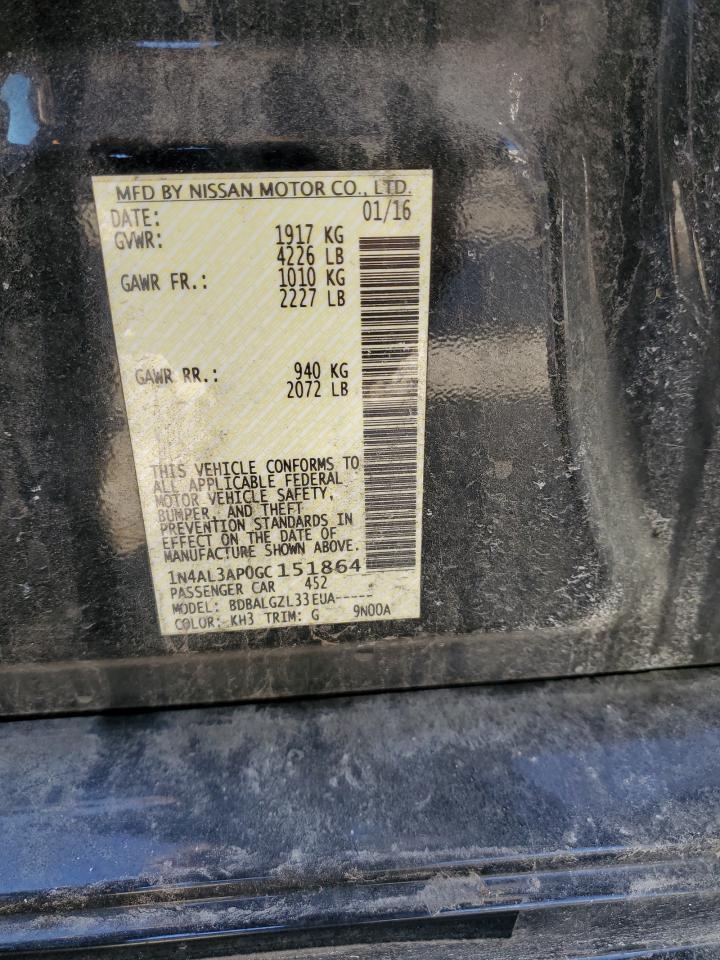 MFD BY NISSAN MOTOR CO., LTD.
DATE: 01/16
GVWR: 1917 KG
4226 LB
GAWR FR.: 1010 KG
2227 LB
GAWR RR.: 940 KG
2072 LB
THIS VEHICLE CONFORMS TO
ALL APPLICABLE FEDERAL
MOTOR VEHICLE SAFETY,
BUMPER, AND THEFT
PREVENTION STANDARDS IN
EFFECT ON THE DATE OF
MANUFACTURE SHOWN ABOVE.
1N4AL3AP0GC151864
PASSENGER CAR 452
MODEL: BDBALGZL33EUA-----
COLOR: KH3 TRIM: G 9N00A